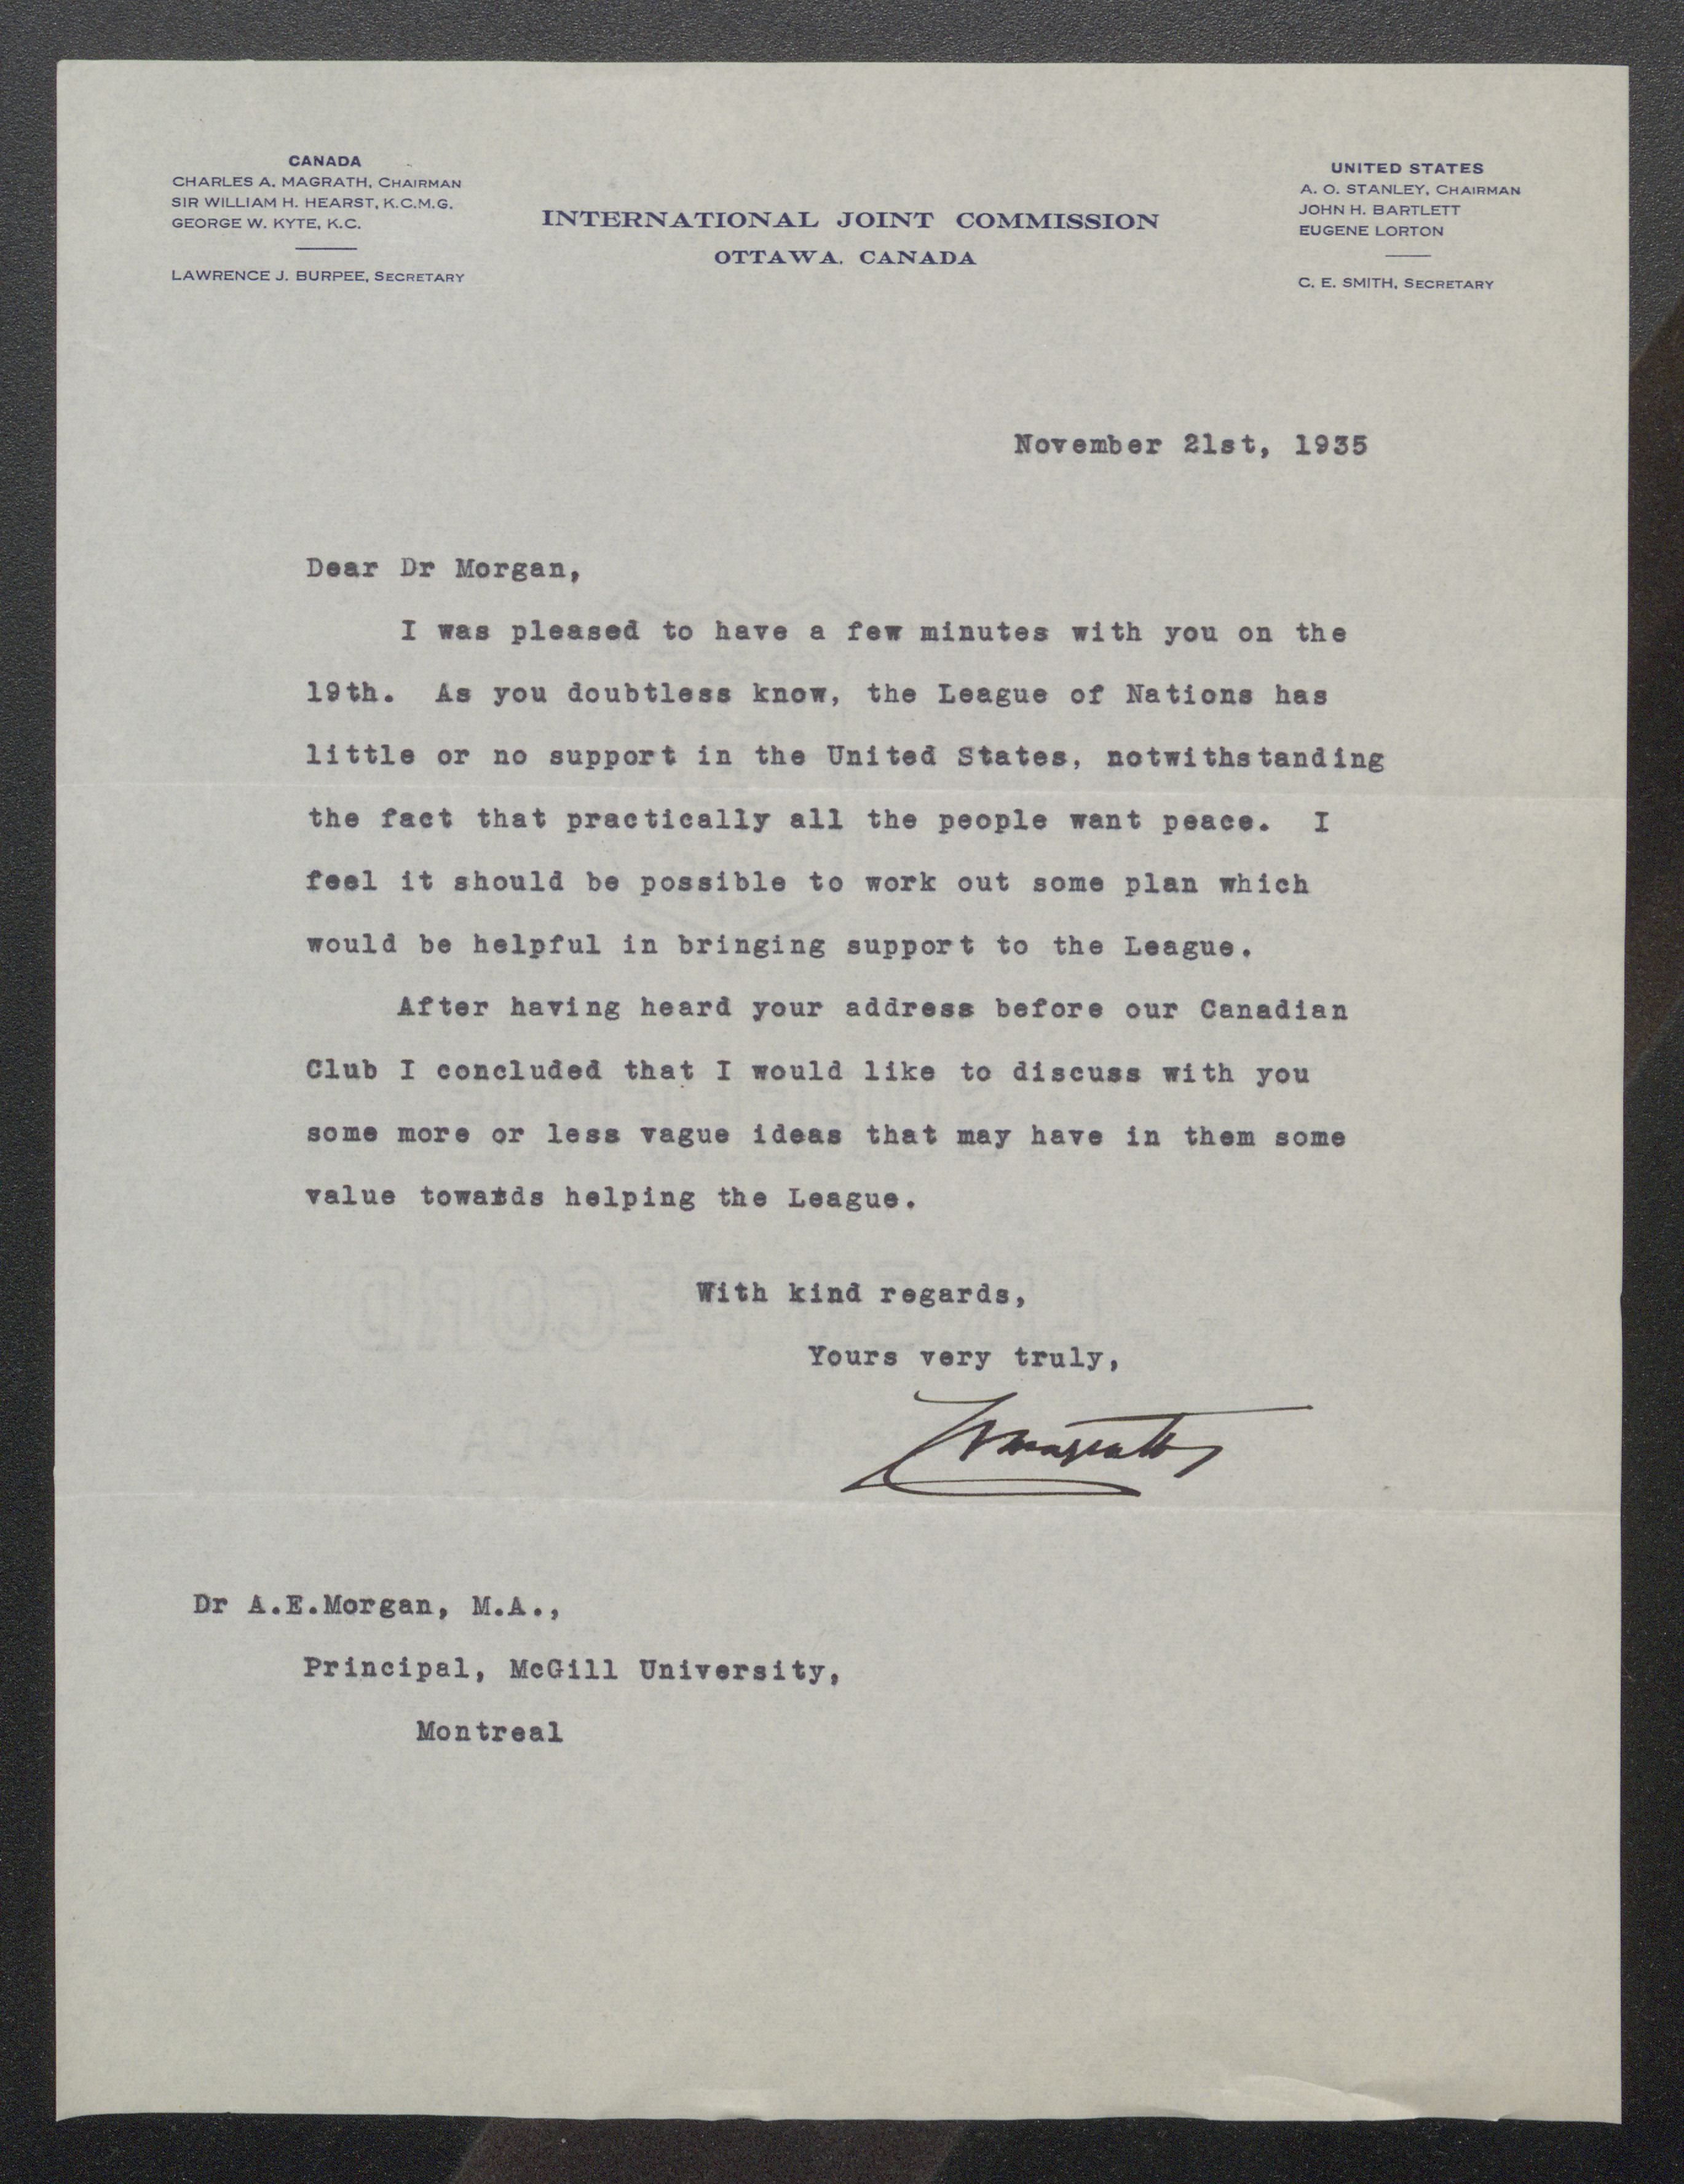 CANADA
CHARLES A. MAGRATH, CHAIRMAN
SIR WILLIAM H. HEARST, K.C.M.G.
GEORGE W. KYTE, K.C.
LAWRENCE J. BURPEE, SECRETARY
INTERNATIONAL JOINT COMMISSION
OTTAWA, CANADA
UNITED STATES
A. O. STANLEY, CHAIRMAN
JOHN H. BARTLETT
EUGENE LORTON
C. E. SMITH, SECRETARY
November 21st, 1935
Dear Dr Morgan,
I was pleased to have a few minutes with you on the
19th. As you doubtless know, the League of Nations has
little or no support in the United States, notwithstanding
the fact that practically all the people want peace. I
feel it should be possible to work out some plan which
would be helpful in bringing support to the League.
After having heard your address before our Canadian
Club I concluded that I would like to discuss with you
some more or less vague ideas that may have in them some
value towards helping the League.
With kind regards,
Yours very truly,
CAMagrath
Dr A.E.Morgan, M.A.,
Principal, McGill University,
Montreal